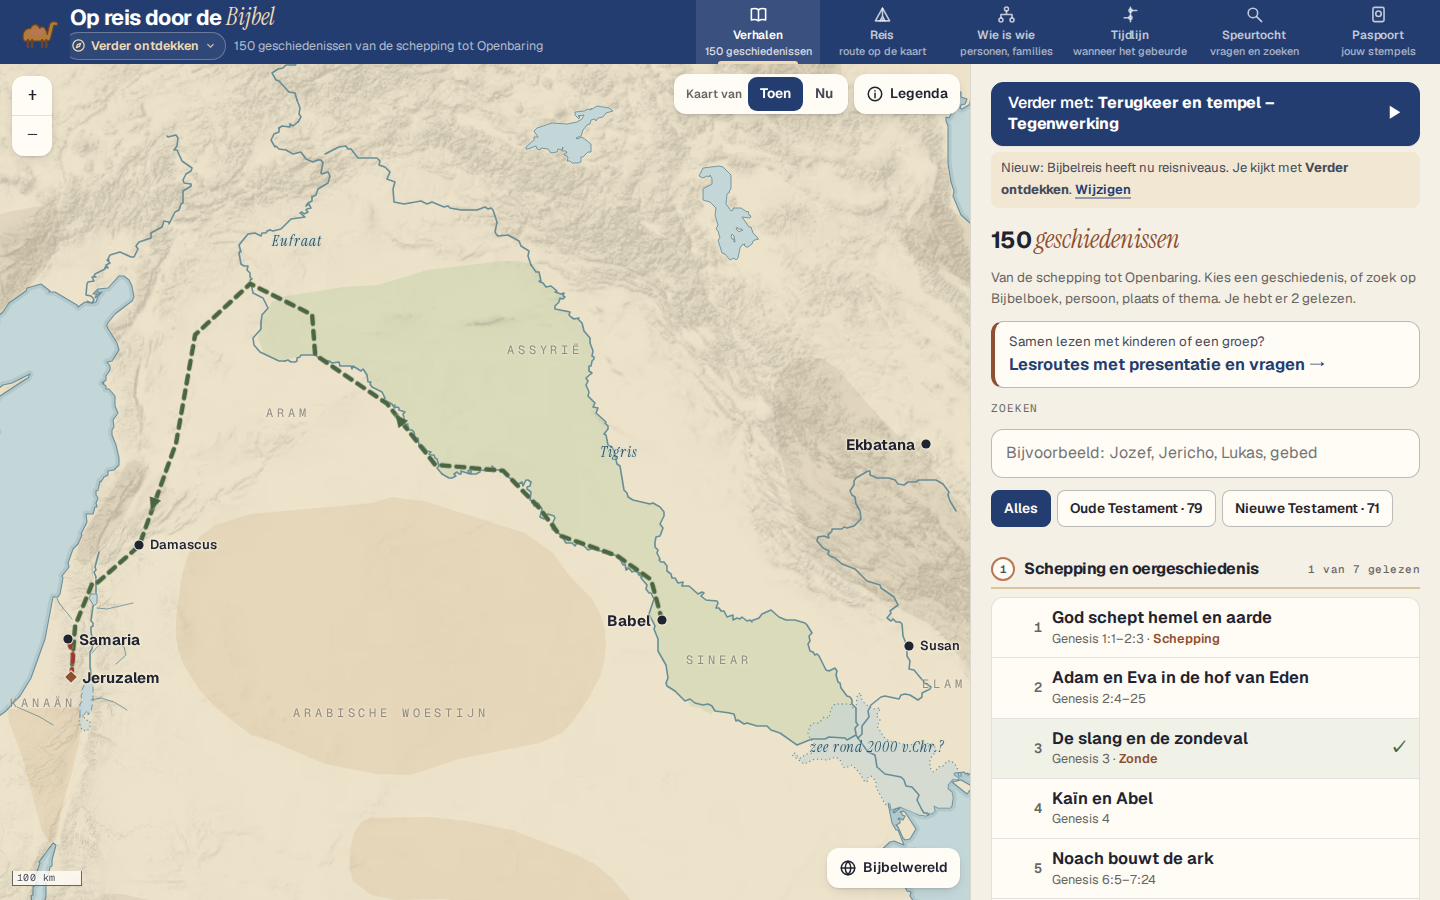 Op reis door de Bijbel
Verder ontdekken
150 geschiedenissen van de schepping tot Openbaring
Verhalen
150 geschiedenissen
Reis
route op de kaart
Wie is wie
personen, families
Tijdlijn
wanneer het gebeurde
Speurtocht
vragen en zoeken
Paspoort
jouw stempels
+
−
Kaart van
Toen
Nu
Legenda
Eufraat
ASSYRIË
ARAM
Tigris
Ekbatana
Damascus
Babel
Samaria
Susan
SINEAR
Jeruzalem
ELAM
KANAÄN
ARABISCHE WOESTIJN
zee rond 2000 v.Chr.?
Bijbelwereld
100 km
Verder met: Terugkeer en tempel –
Tegenwerking
Nieuw: Bijbelreis heeft nu reisniveaus. Je kijkt met Verder
ontdekken. Wijzigen
150 geschiedenissen
Van de schepping tot Openbaring. Kies een geschiedenis, of zoek op
Bijbelboek, persoon, plaats of thema. Je hebt er 2 gelezen.
Samen lezen met kinderen of een groep?
Lesroutes met presentatie en vragen →
ZOEKEN
Bijvoorbeeld: Jozef, Jericho, Lukas, gebed
Alles
Oude Testament · 79
Nieuwe Testament · 71
1 Schepping en oergeschiedenis 1 van 7 gelezen
1 God schept hemel en aarde
Genesis 1:1–2:3 · Schepping
2 Adam en Eva in de hof van Eden
Genesis 2:4–25
3 De slang en de zondeval ✓
Genesis 3 · Zonde
4 Kaïn en Abel
Genesis 4
5 Noach bouwt de ark
Genesis 6:5–7:24